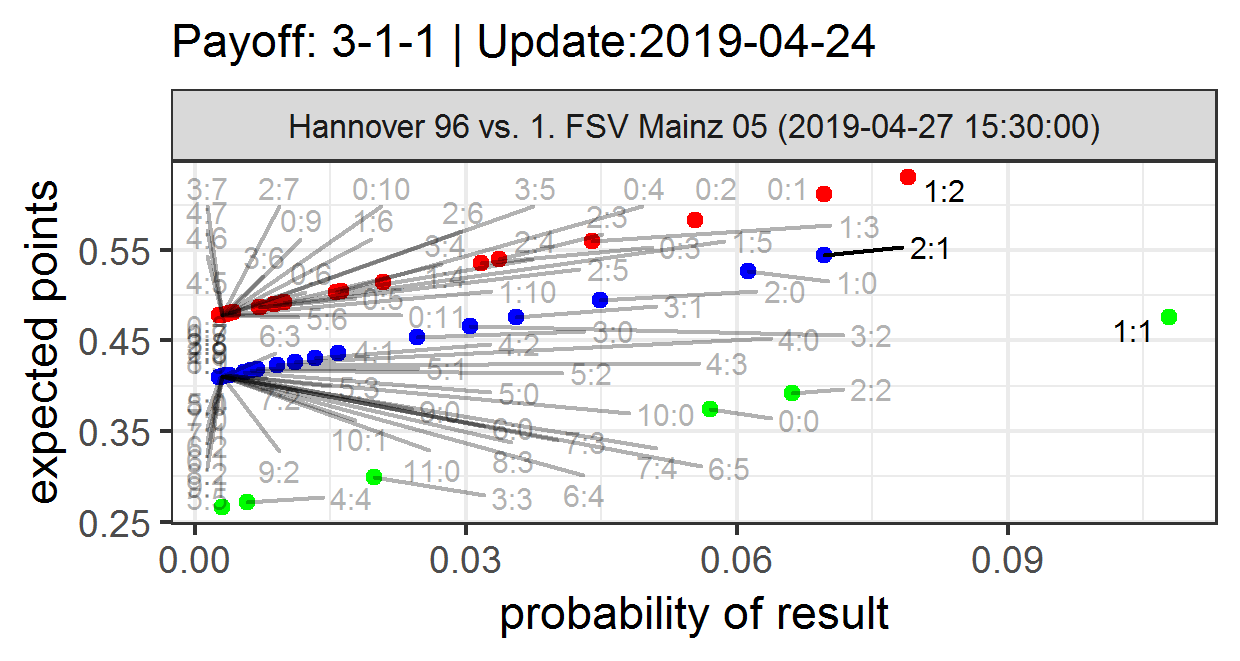 Payoff: 3-1-1 | Update:2019-04-24
Hannover 96 vs. 1. FSV Mainz 05 (2019-04-27 15:30:00)
expected points
0.55
0.45
0.35
0.25
3:7 2:7 0:10 3:5 0:4 0:2 0:1 1:2
4:7 0:9 1:6 2:6 2:3 1:3
4:6 3:6 3:4 2:4 0:3 1:5 2:1
4:5 0:6 1:4 2:5 1:0
0:5 1:10 3:1 2:0
5:6 0:11 3:0 3:2 1:1
6:3 4:1 4:2 4:0
5:1 5:2 4:3
5:3 5:0 2:2
7:2 9:0 6:0 10:0 0:0
10:1 7:3
9:2 11:0 8:3 7:4 6:5
4:4 3:3 6:4
0.00 0.03 0.06 0.09
probability of result